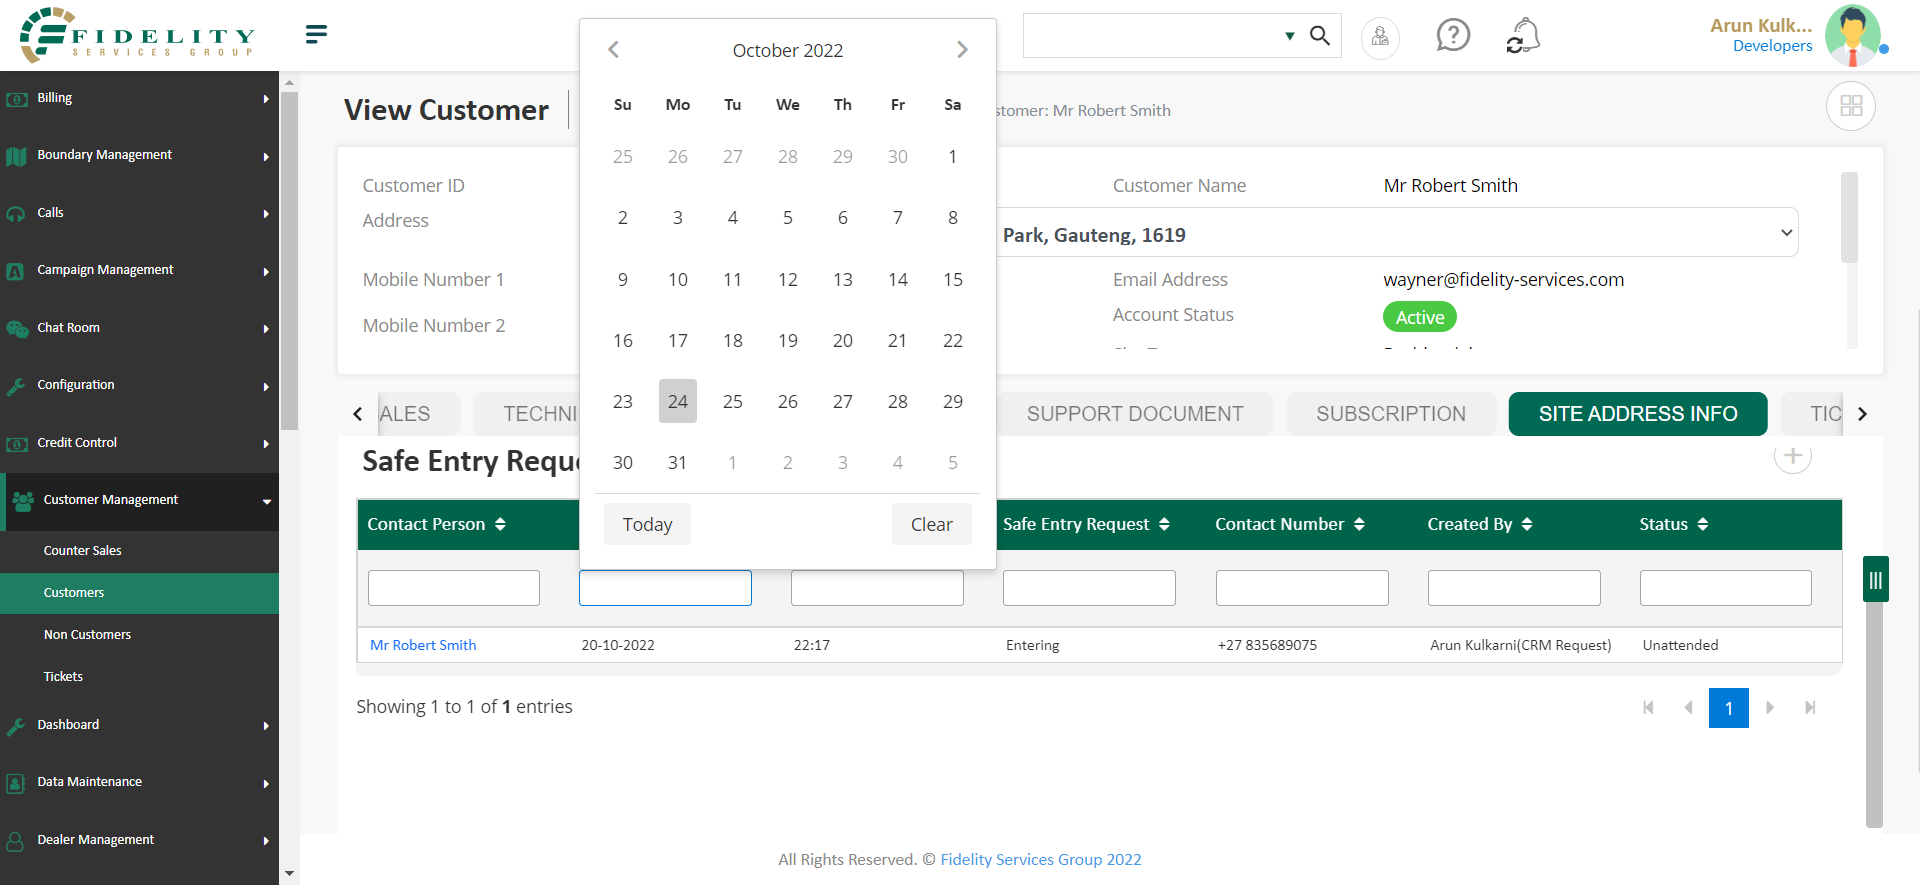 FIDELITY
SERVICES GROUP
Arun Kulk...
Developers
Billing
Boundary Management
Calls
Campaign Management
Chat Room
Configuration
Credit Control
Customer Management
Counter Sales
Customers
Non Customers
Tickets
Dashboard
Data Maintenance
Dealer Management
View Customer
stomer: Mr Robert Smith
October 2022
Su Mo Tu We Th Fr Sa
25 26 27 28 29 30 1
2 3 4 5 6 7 8
9 10 11 12 13 14 15
16 17 18 19 20 21 22
23 24 25 26 27 28 29
30 31 1 2 3 4 5
Today Clear
Customer ID
Customer Name Mr Robert Smith
Address
Park, Gauteng, 1619
Mobile Number 1
Email Address wayner@fidelity-services.com
Mobile Number 2
Account Status Active
ALES TECHNI SUPPORT DOCUMENT SUBSCRIPTION SITE ADDRESS INFO TIC
Safe Entry Requ
Contact Person Safe Entry Request Contact Number Created By Status
Mr Robert Smith 20-10-2022 22:17 Entering +27 835689075 Arun Kulkarni(CRM Request) Unattended
Showing 1 to 1 of 1 entries
1
All Rights Reserved. © Fidelity Services Group 2022